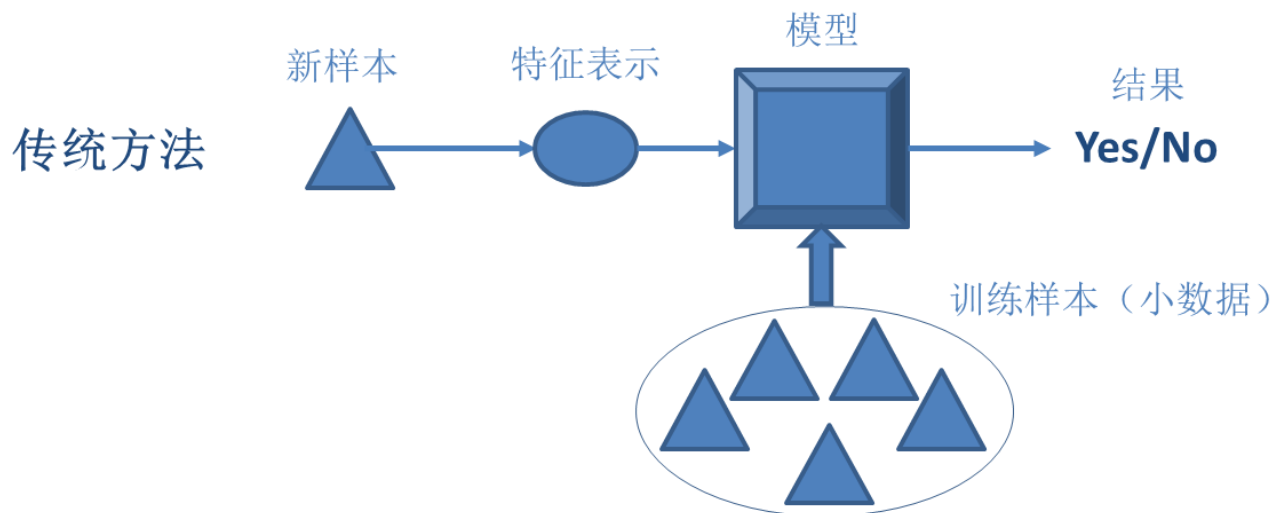 传统方法
新样本
特征表示
模型
结果
Yes/No
训练样本（小数据）